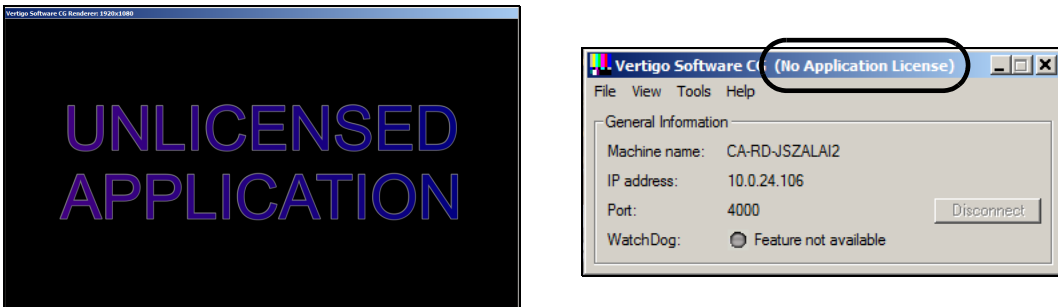 Vertigo Software CG Renderer: 1920x1080
UNLICENSED
APPLICATION
Vertigo Software CG (No Application License)
File View Tools Help
General Information
Machine name: CA-RD-JSZALAI2
IP address: 10.0.24.106
Port: 4000
Disconnect
WatchDog: Feature not available